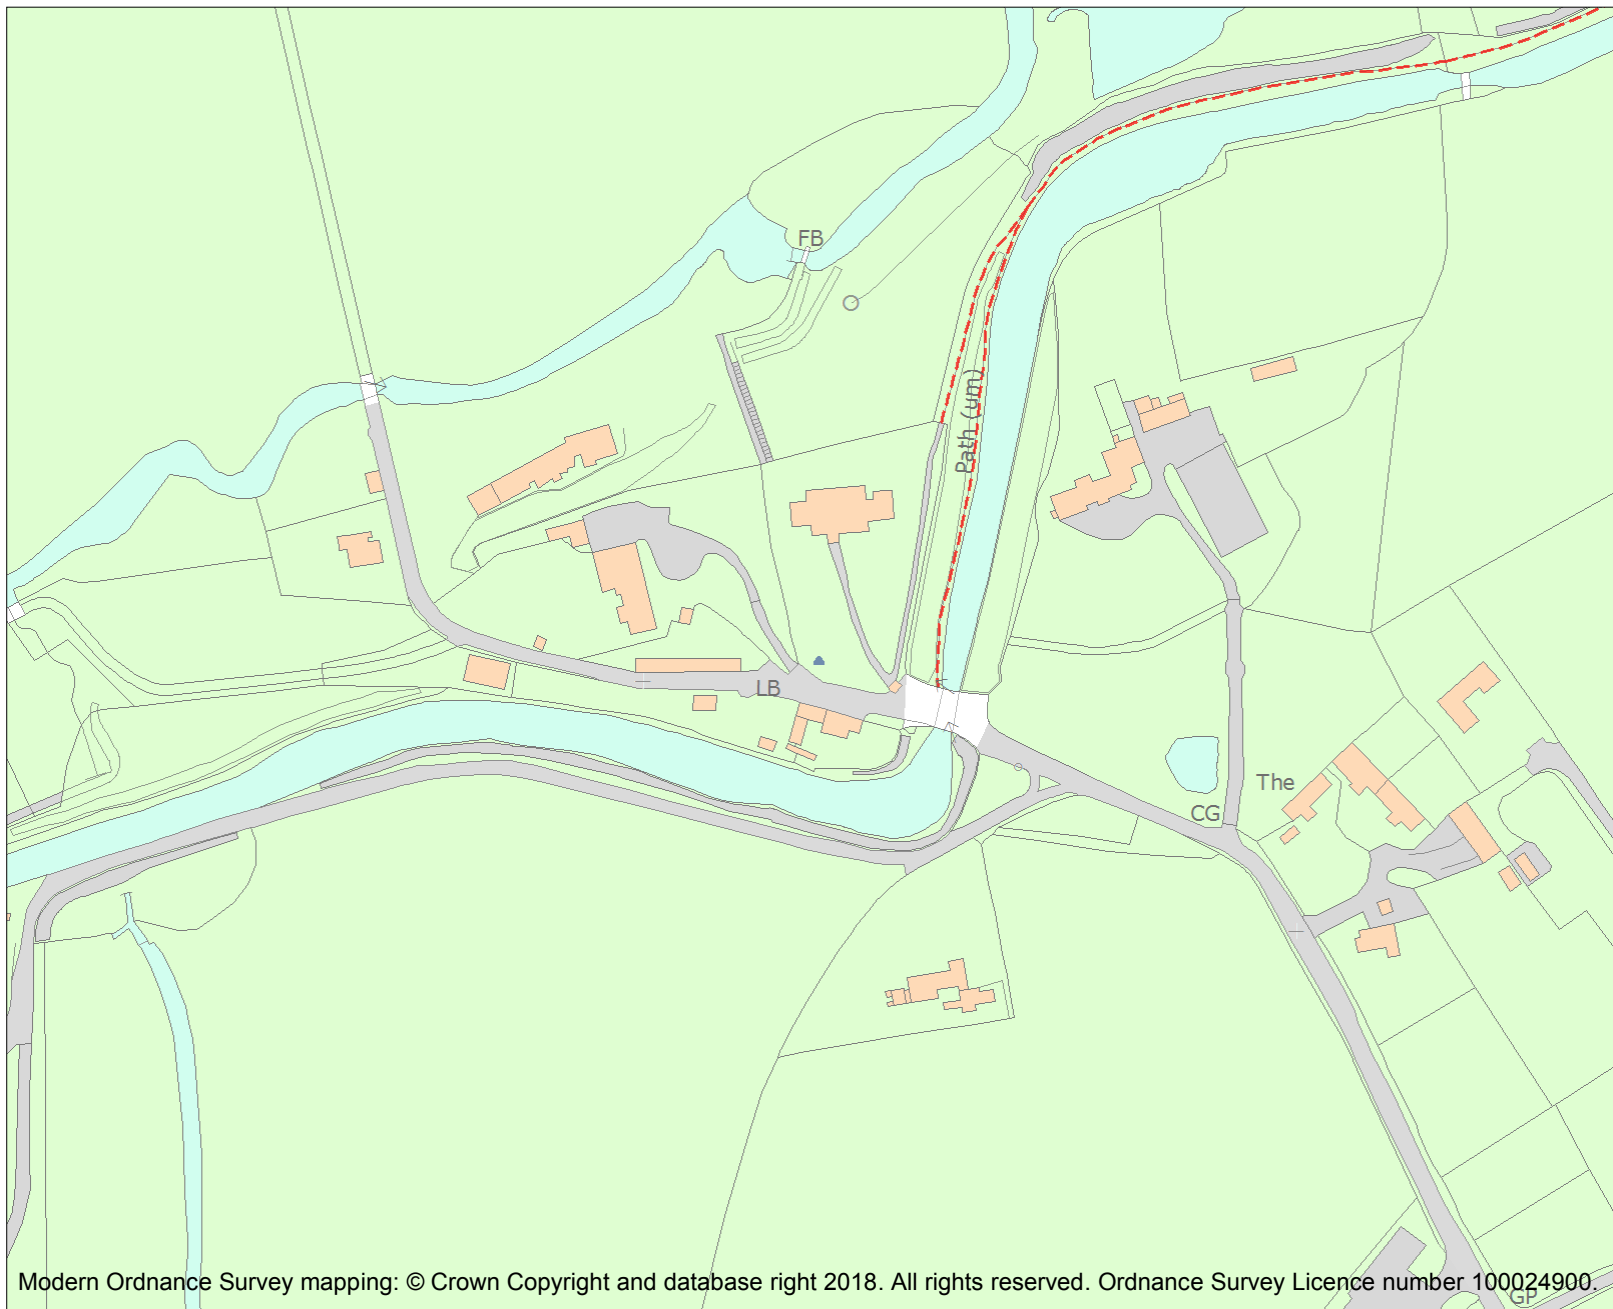 FB
Path (um)
LB
The
CG
GP
Modern Ordnance Survey mapping: © Crown Copyright and database right 2018. All rights reserved. Ordnance Survey Licence number 100024900.